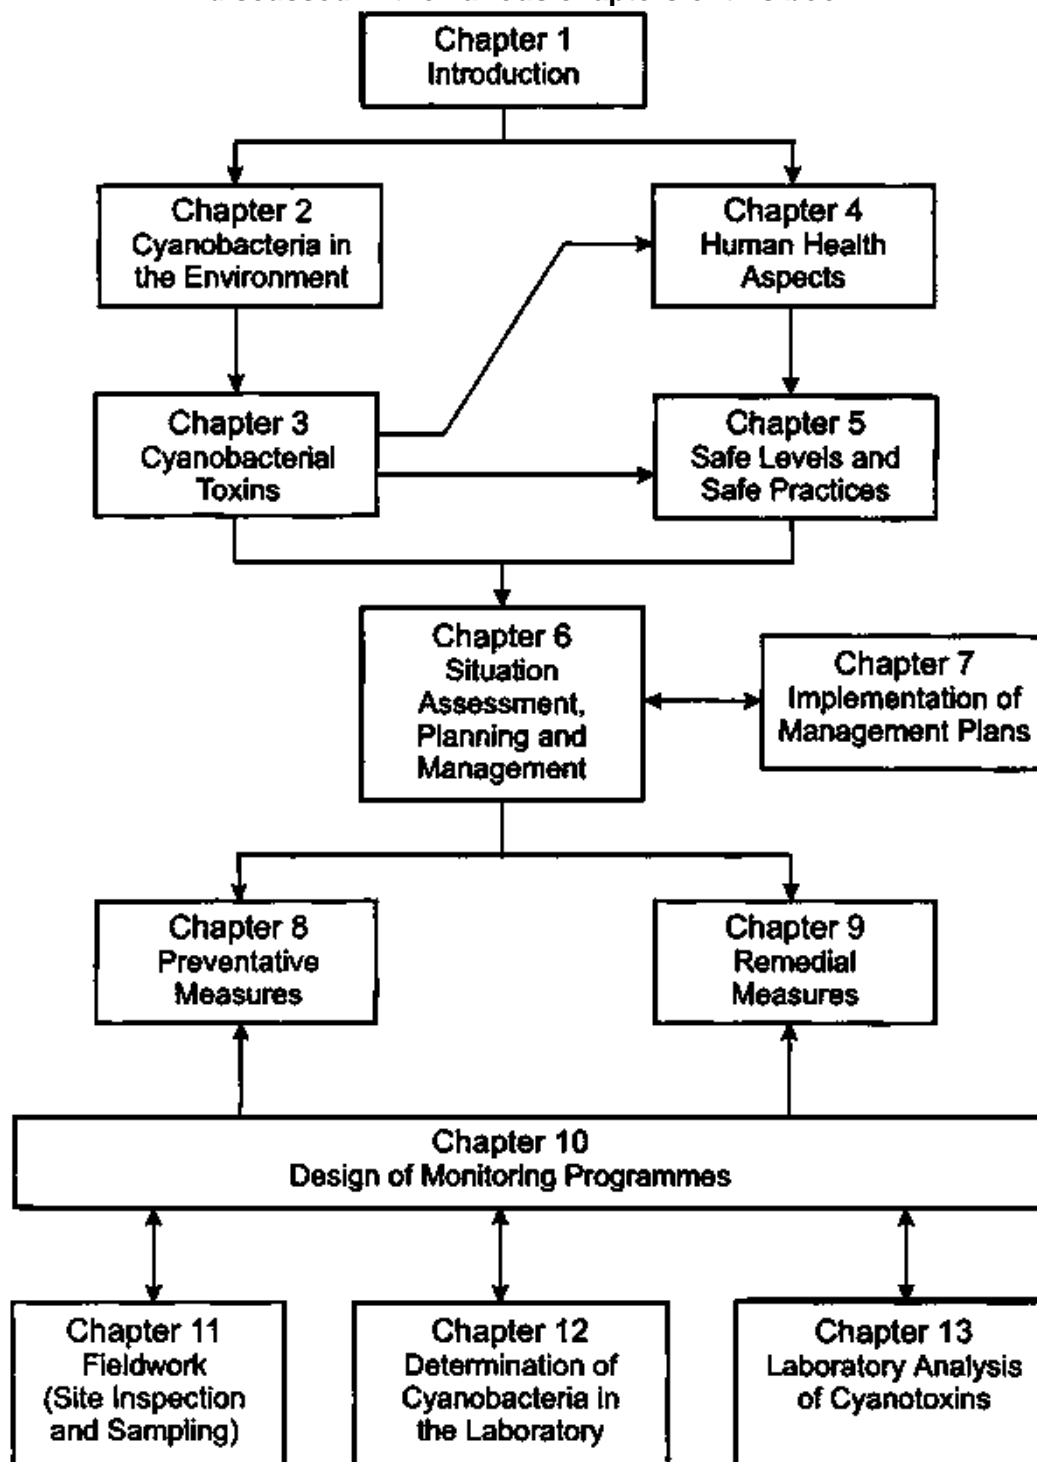 Chapter 1
Introduction
Chapter 2
Cyanobacteria in
the Environment
Chapter 4
Human Health
Aspects
Chapter 3
Cyanobacterial
Toxins
Chapter 5
Safe Levels and
Safe Practices
Chapter 6
Situation
Assessment,
Planning and
Management
Chapter 7
Implementation of
Management Plans
Chapter 8
Preventative
Measures
Chapter 9
Remedial
Measures
Chapter 10
Design of Monitoring Programmes
Chapter 11
Fieldwork
(Site Inspection
and Sampling)
Chapter 12
Determination of
Cyanobacteria in
the Laboratory
Chapter 13
Laboratory Analysis
of Cyanotoxins